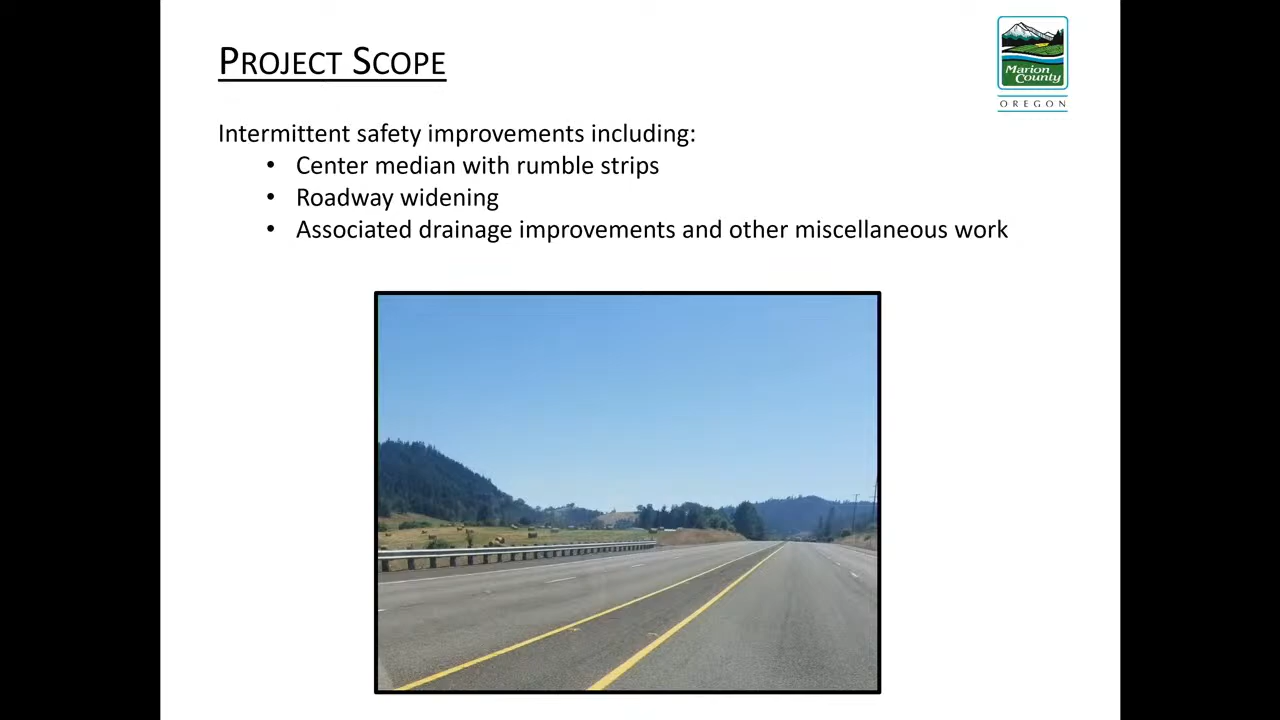 PROJECT SCOPE
Marion
County
OREGON
Intermittent safety improvements including:
• Center median with rumble strips
• Roadway widening
• Associated drainage improvements and other miscellaneous work